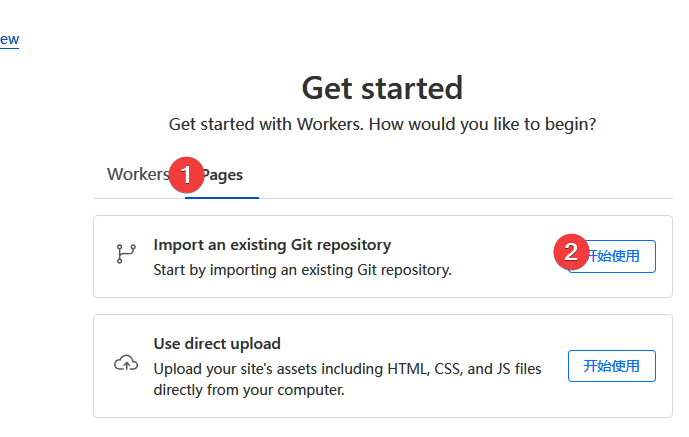 ew
Get started
Get started with Workers. How would you like to begin?
Workers 1 Pages
Import an existing Git repository
Start by importing an existing Git repository.
2 开始使用
Use direct upload
Upload your site's assets including HTML, CSS, and JS files
directly from your computer.
开始使用